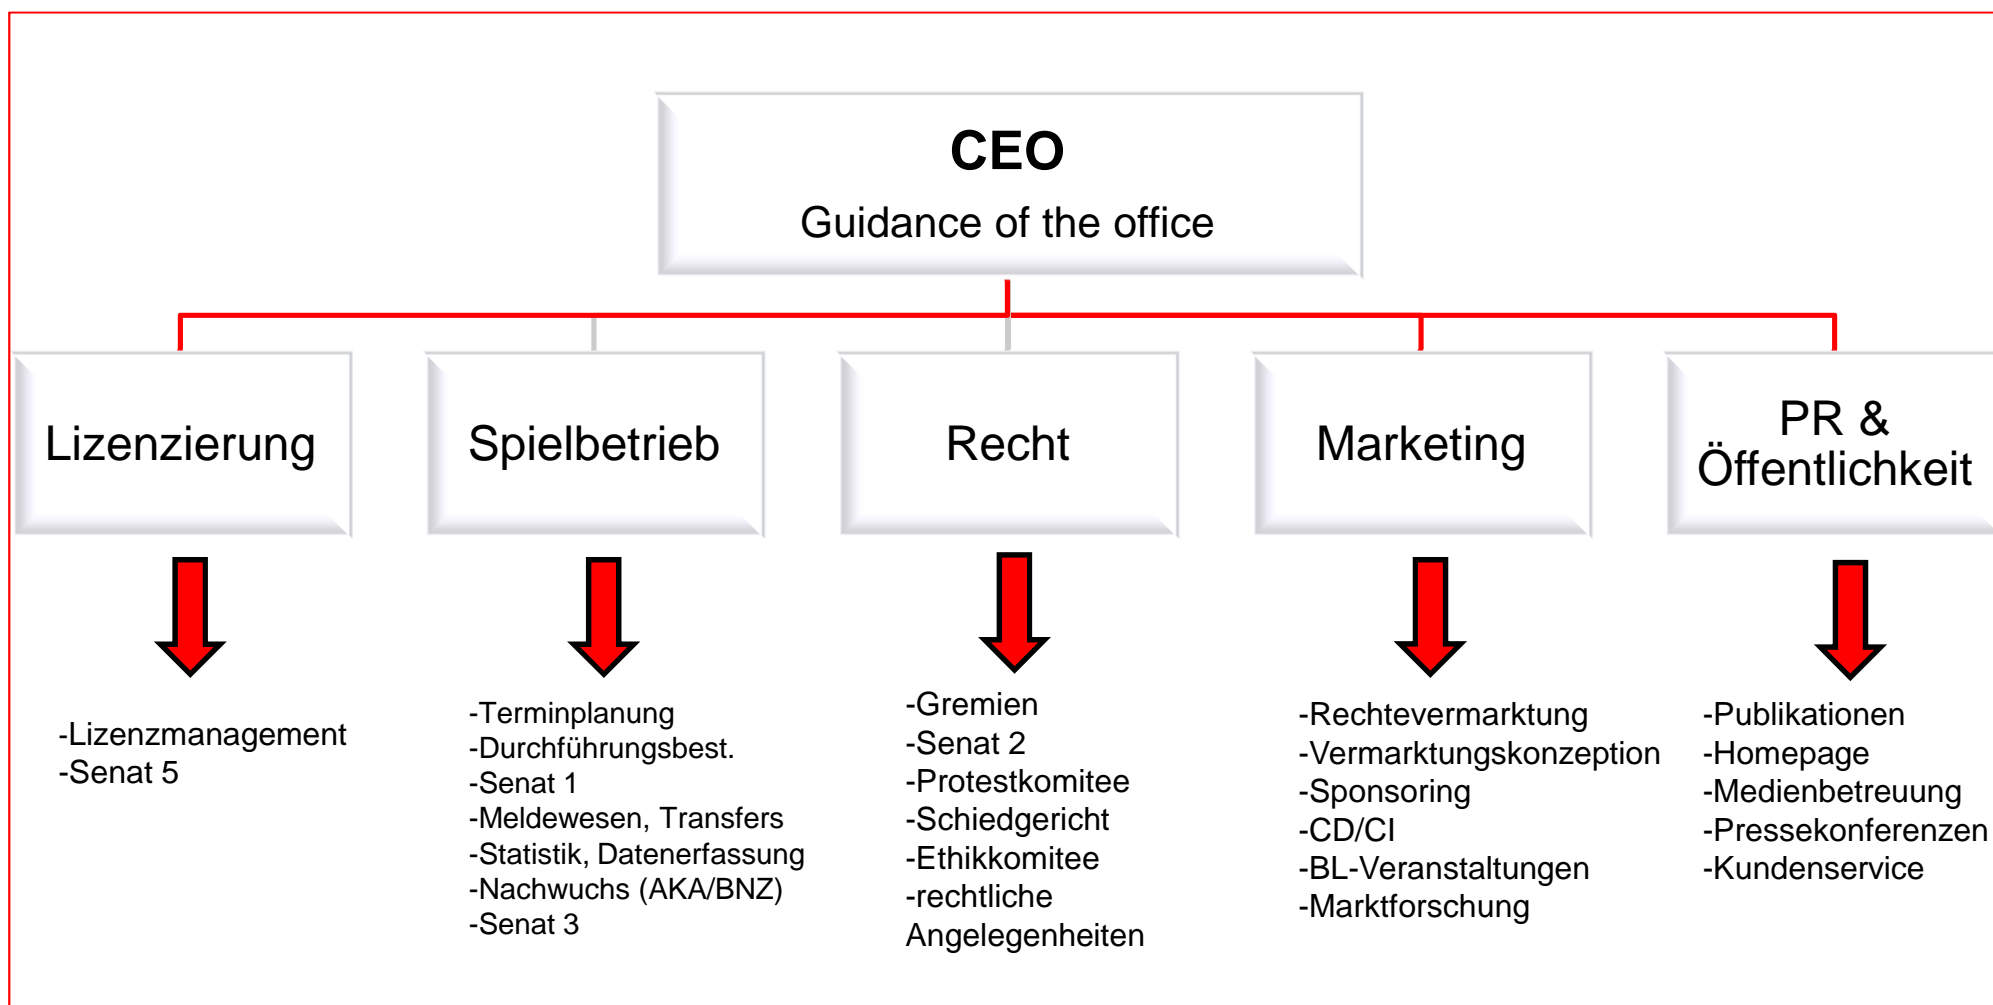 CEO
Guidance of the office
Lizenzierung
Spielbetrieb
Recht
Marketing
PR &
Öffentlichkeit
-Lizenzmanagement
-Senat 5
-Terminplanung
-Durchführungsbest.
-Senat 1
-Meldewesen, Transfers
-Statistik, Datenerfassung
-Nachwuchs (AKA/BNZ)
-Senat 3
-Gremien
-Senat 2
-Protestkomitee
-Schiedgericht
-Ethikkomitee
-rechtliche
Angelegenheiten
-Rechtevermarktung
-Vermarktungskonzeption
-Sponsoring
-CD/CI
-BL-Veranstaltungen
-Marktforschung
-Publikationen
-Homepage
-Medienbetreuung
-Pressekonferenzen
-Kundenservice